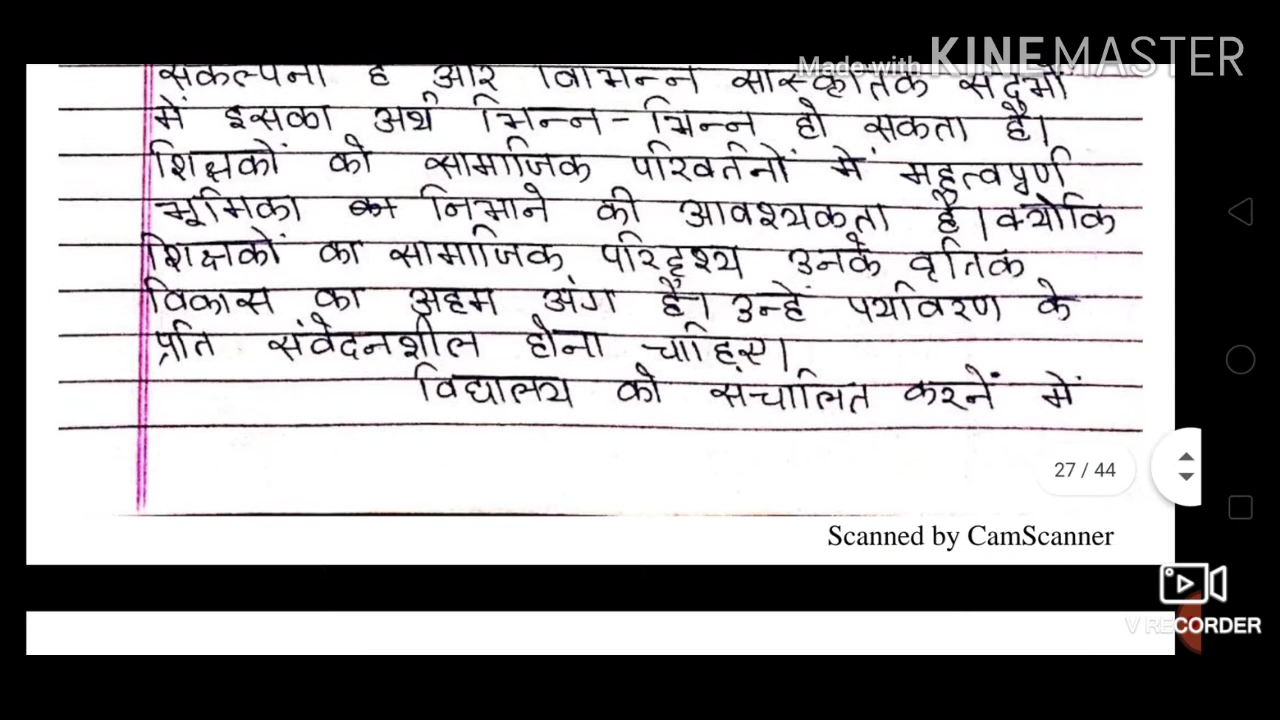 Made with KINEMASTER
संकल्पना है और विभिन्न सांस्कृतिक संदर्भो
में इसका अर्थ भिन्न-भिन्न हो सकता है।
शिक्षकों को सामाजिक परिवर्तनों में महत्वपूर्ण
भूमिका निभाने की आवश्यकता है। क्योकि
शिक्षकों का सामाजिक परिदृश्य उनके वृतिक
विकास का अहम अंग है। उन्हें पर्यावरण के
प्रति संवेदनशील होना चाहिए।
विद्यालय को सचालित करनें में
27 / 44
Scanned by CamScanner
V RECORDER